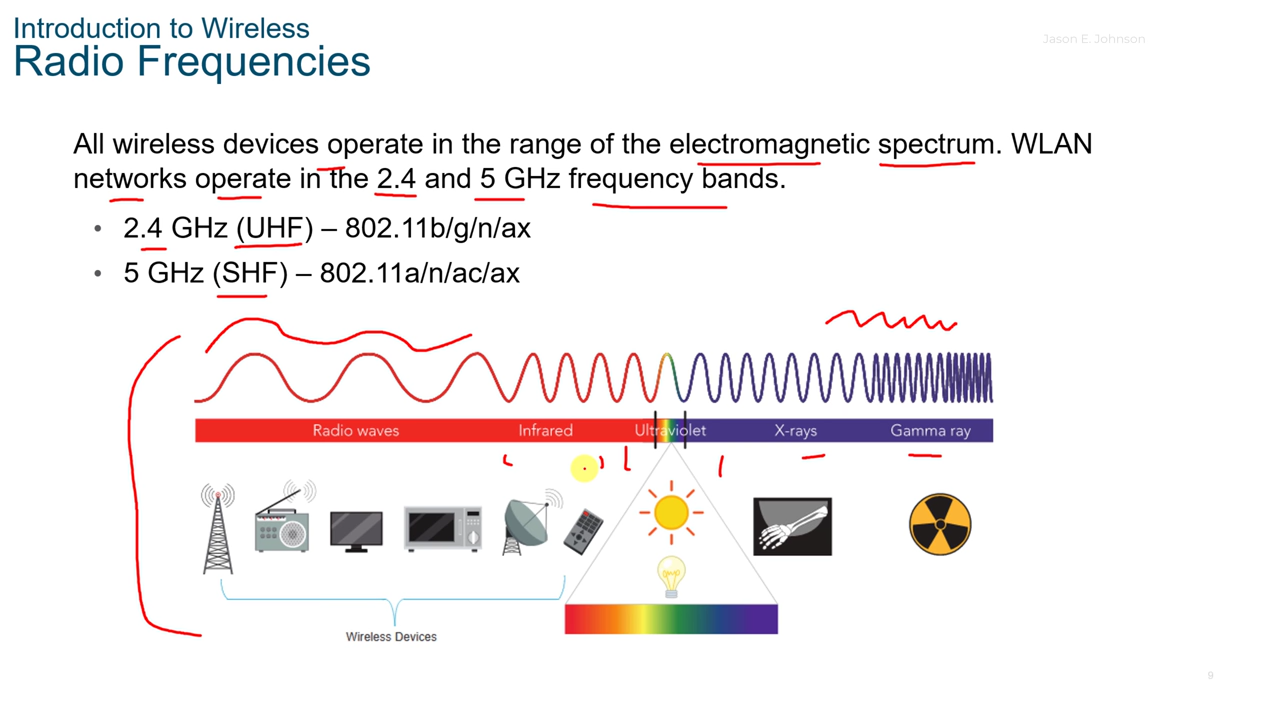 Introduction to Wireless
Jason E. Johnson
Radio Frequencies
All wireless devices operate in the range of the electromagnetic spectrum. WLAN
networks operate in the 2.4 and 5 GHz frequency bands.
• 2.4 GHz (UHF) – 802.11b/g/n/ax
• 5 GHz (SHF) – 802.11a/n/ac/ax
Radio waves Infrared Ultraviolet X-rays Gamma ray
Wireless Devices
9